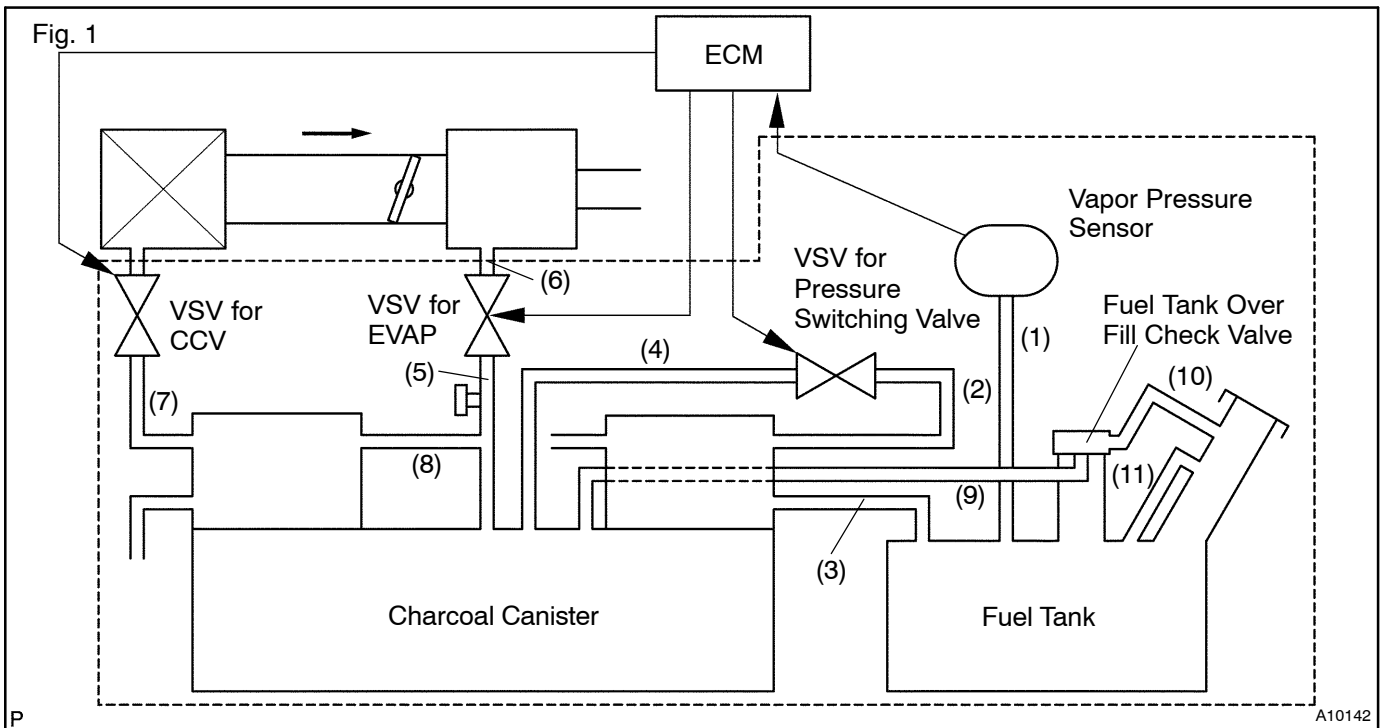 Fig. 1
ECM
Vapor Pressure
Sensor
VSV for
Pressure
Switching Valve
Fuel Tank Over
Fill Check Valve
VSV for
CCV
VSV for
EVAP
(6)
(1)
(4)
(5)
(2)
(10)
(7)
(8)
(9)
(11)
(3)
Charcoal Canister
Fuel Tank
P
A10142